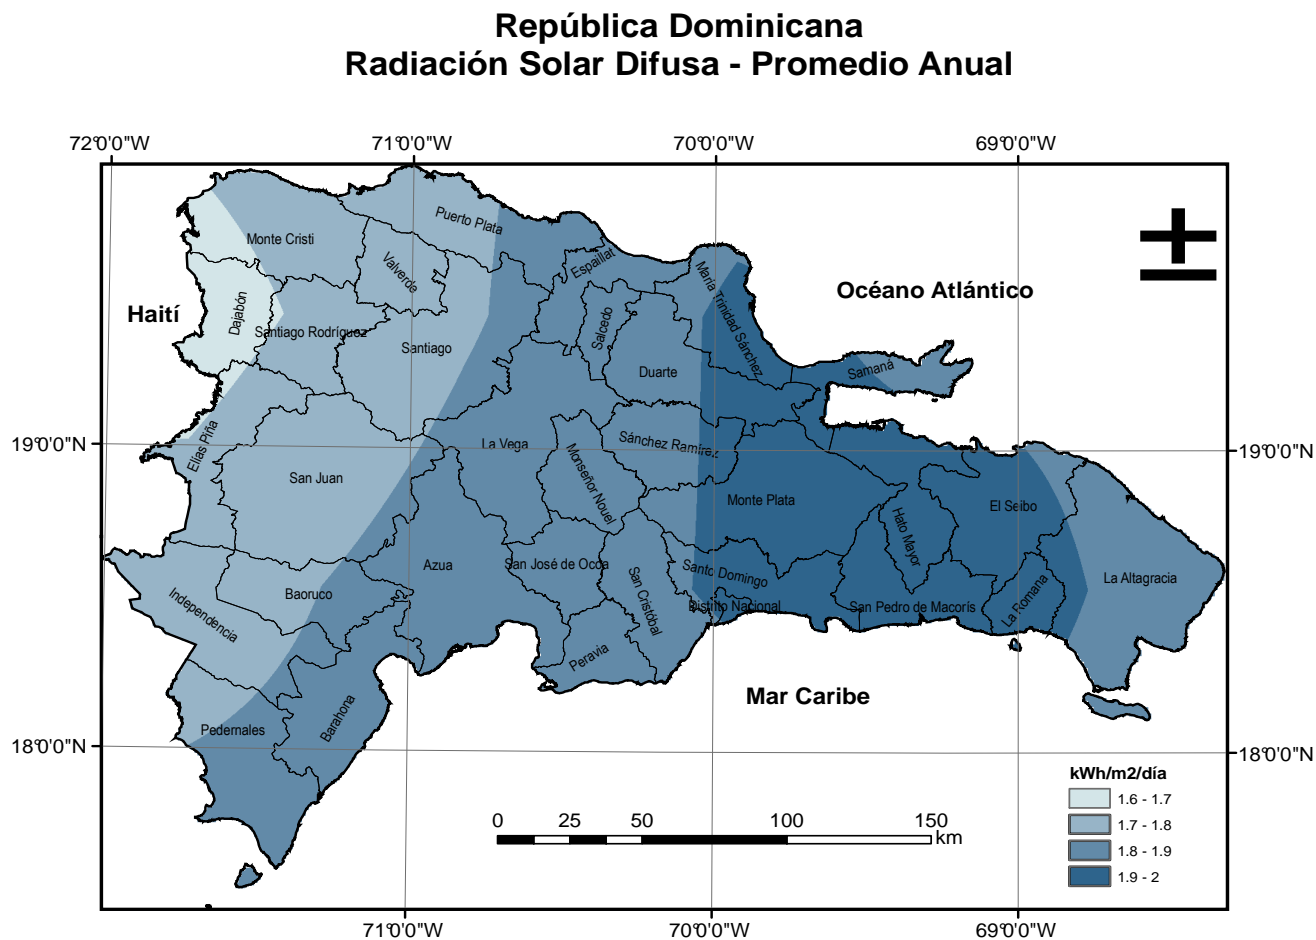 República Dominicana
Radiación Solar Difusa - Promedio Anual
72°0'0"W
71°0'0"W
70°0'0"W
69°0'0"W
Puerto Plata
Monte Cristi
Valverde
Espaillat
María Trinidad Sánchez
Océano Atlántico
Haití
Dajabón
Santiago Rodríguez
Santiago
Salcedo
Duarte
Samaná
19°0'0"N
19°0'0"N
Elías Piña
La Vega
Sánchez Ramírez
San Juan
Monseñor Nouel
Monte Plata
Hato Mayor
El Seibo
Azua
San José de Ocoa
Santo Domingo
La Altagracia
Independencia
Baoruco
San Cristóbal
Distrito Nacional
San Pedro de Macorís
La Romana
Peravia
Mar Caribe
Pedernales
Barahona
18°0'0"N
18°0'0"N
kWh/m2/día
1.6 - 1.7
1.7 - 1.8
1.8 - 1.9
1.9 - 2
0 25 50 100 150
km
71°0'0"W
70°0'0"W
69°0'0"W